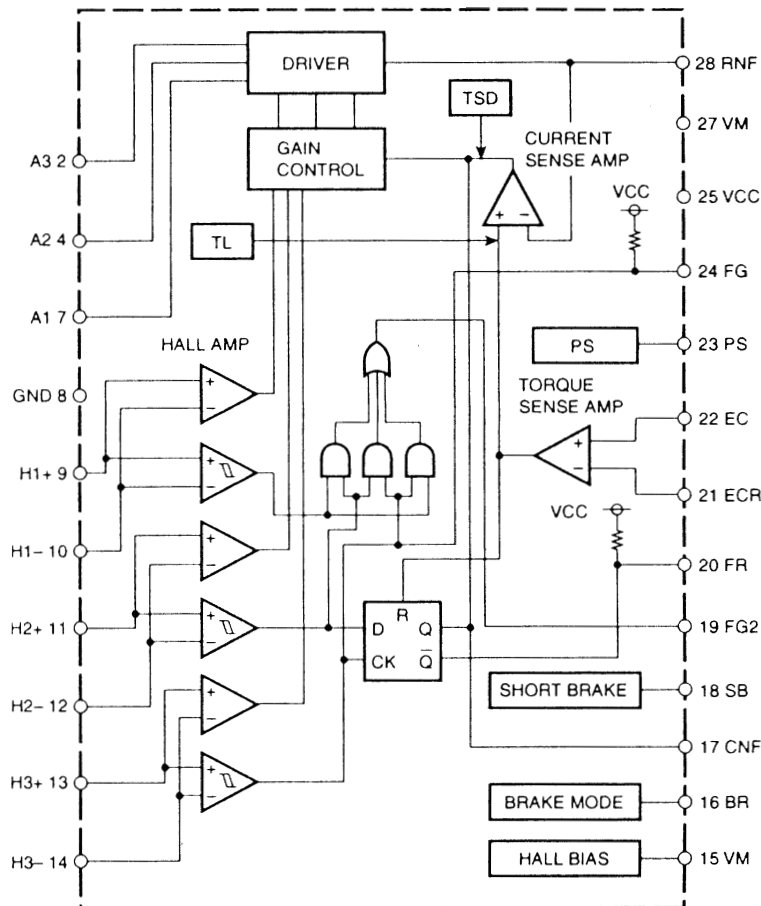 DRIVER
28 RNF
TSD
27 VM
GAIN
CONTROL
CURRENT
SENSE AMP
A3 2
VCC
25 VCC
A2 4
TL
+ −
24 FG
A1 7
HALL AMP
PS
23 PS
GND 8
+
−
TORQUE
SENSE AMP
22 EC
+
−
H1+ 9
+
−
21 ECR
VCC
H1− 10
+
−
20 FR
H2+ 11
+
−
R
D Q
CK Q̅
19 FG2
SHORT BRAKE
18 SB
H2− 12
+
−
17 CNF
H3+ 13
+
−
BRAKE MODE
16 BR
H3− 14
HALL BIAS
15 VM